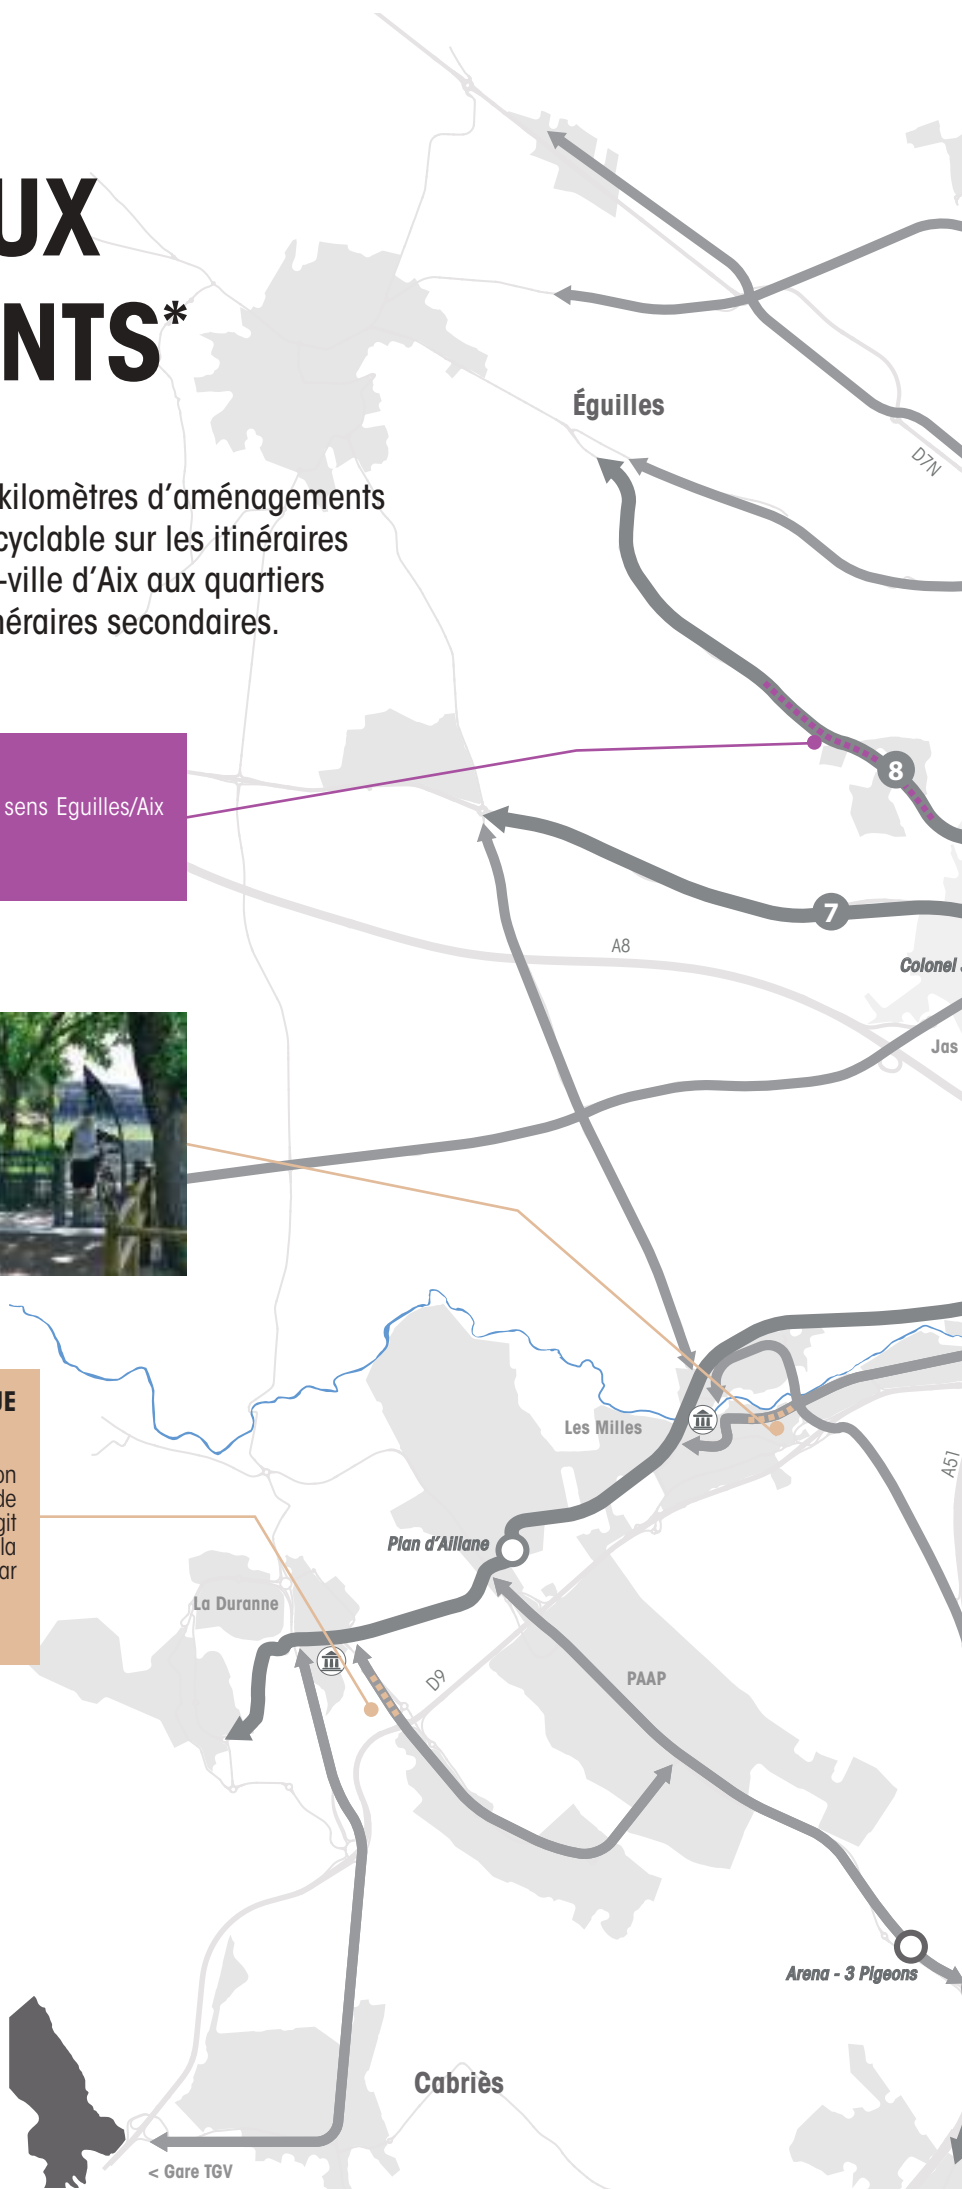 UX
NTS*
kilomètres d’aménagements
cyclable sur les itinéraires
-ville d’Aix aux quartiers
néraires secondaires.
Éguilles
D7N
sens Eguilles/Aix
8
7
A8
Colonel
Jas
UE
on
de
git
la
ar
Les Milles
A51
Plan d’Aillane
La Duranne
D9
PAAP
Arena - 3 Pigeons
Cabriès
< Gare TGV